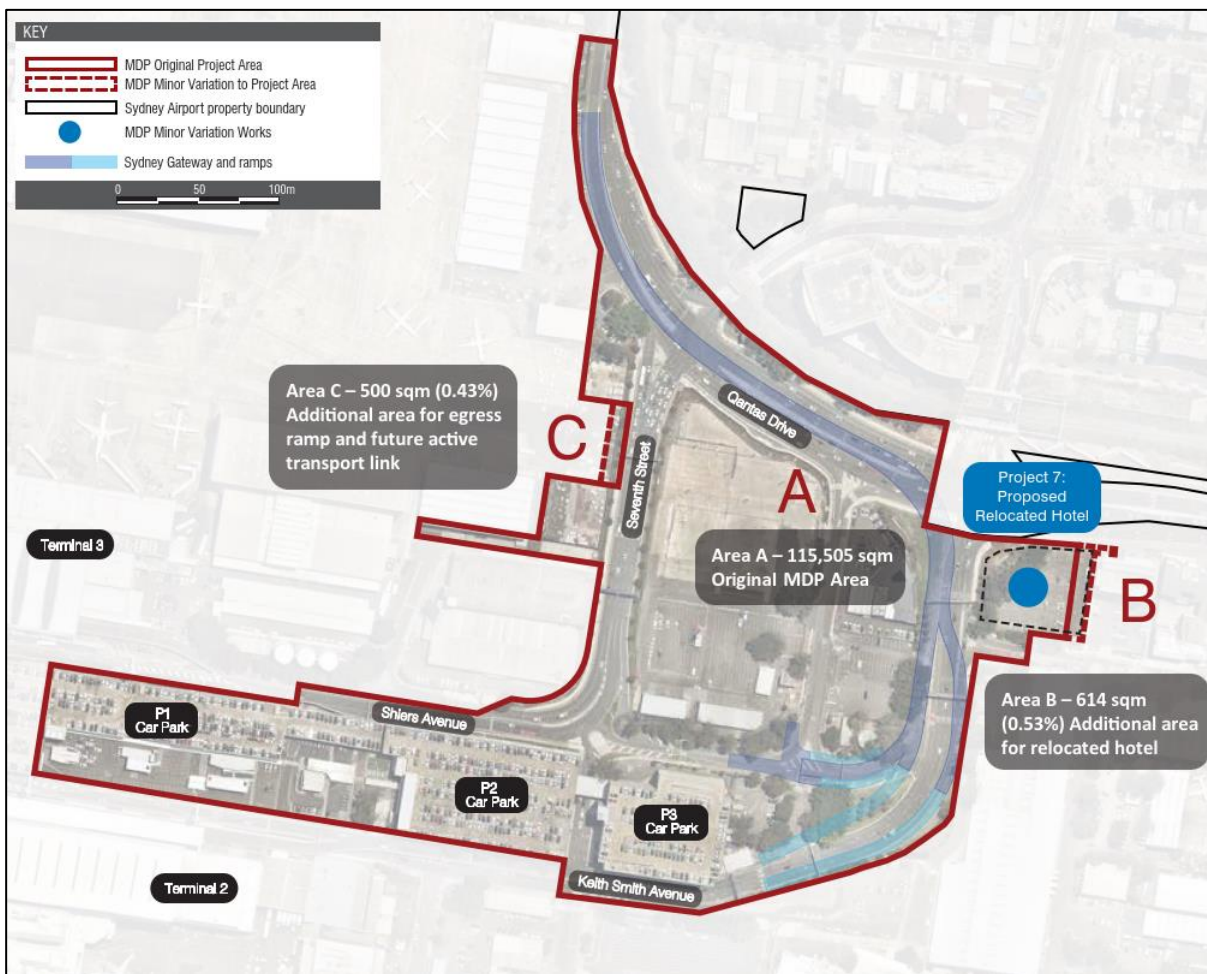 KEY
MDP Original Project Area
MDP Minor Variation to Project Area
Sydney Airport property boundary
MDP Minor Variation Works
Sydney Gateway and ramps
0 50 100m
Area C – 500 sqm (0.43%)
Additional area for egress
ramp and future active
transport link
C
Seventh Street
Qantas Drive
A
Area A – 115,505 sqm
Original MDP Area
Project 7:
Proposed
Relocated Hotel
B
Area B – 614 sqm
(0.53%) Additional area
for relocated hotel
Terminal 3
P1
Car Park
Shiers Avenue
P2
Car Park
P3
Car Park
Keith Smith Avenue
Terminal 2